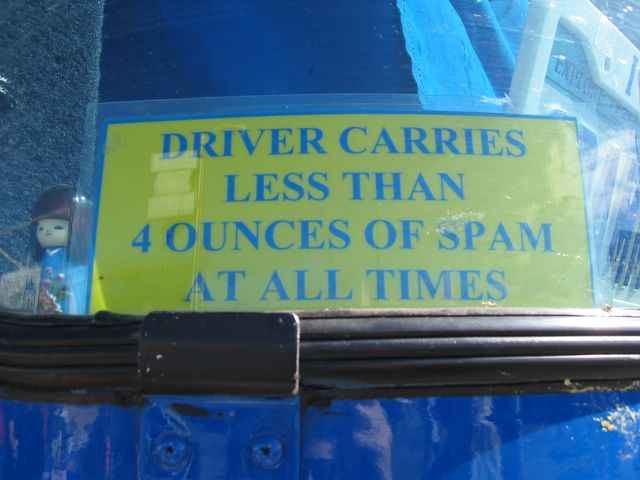 DRIVER CARRIES
LESS THAN
4 OUNCES OF SPAM
AT ALL TIMES